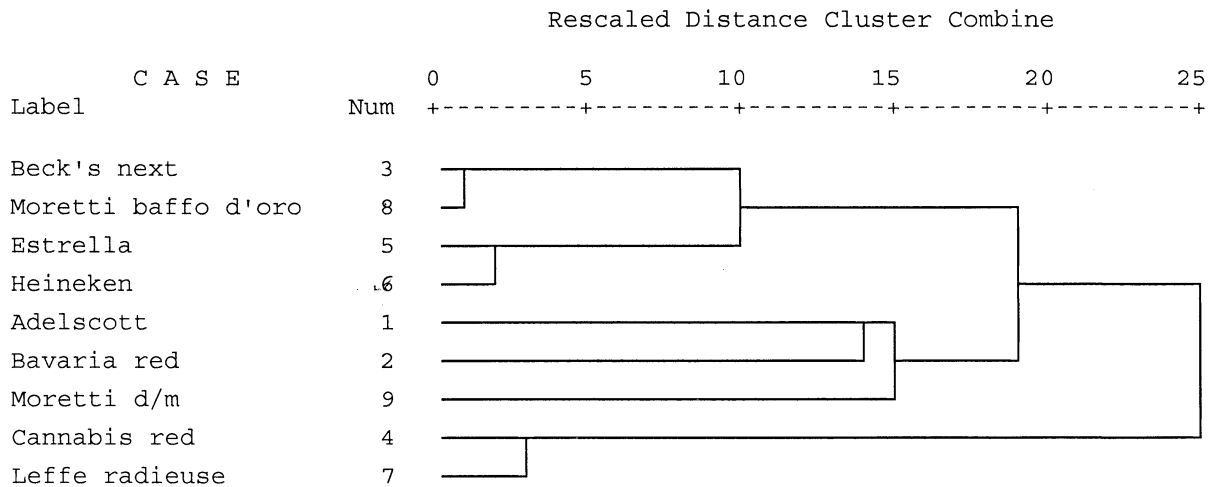 Rescaled Distance Cluster Combine
C A S E 0 5 10 15 20 25
Label Num +---------+---------+---------+---------+---------+
Beck's next 3
Moretti baffo d'oro 8
Estrella 5
Heineken 6
Adelscott 1
Bavaria red 2
Moretti d/m 9
Cannabis red 4
Leffe radieuse 7